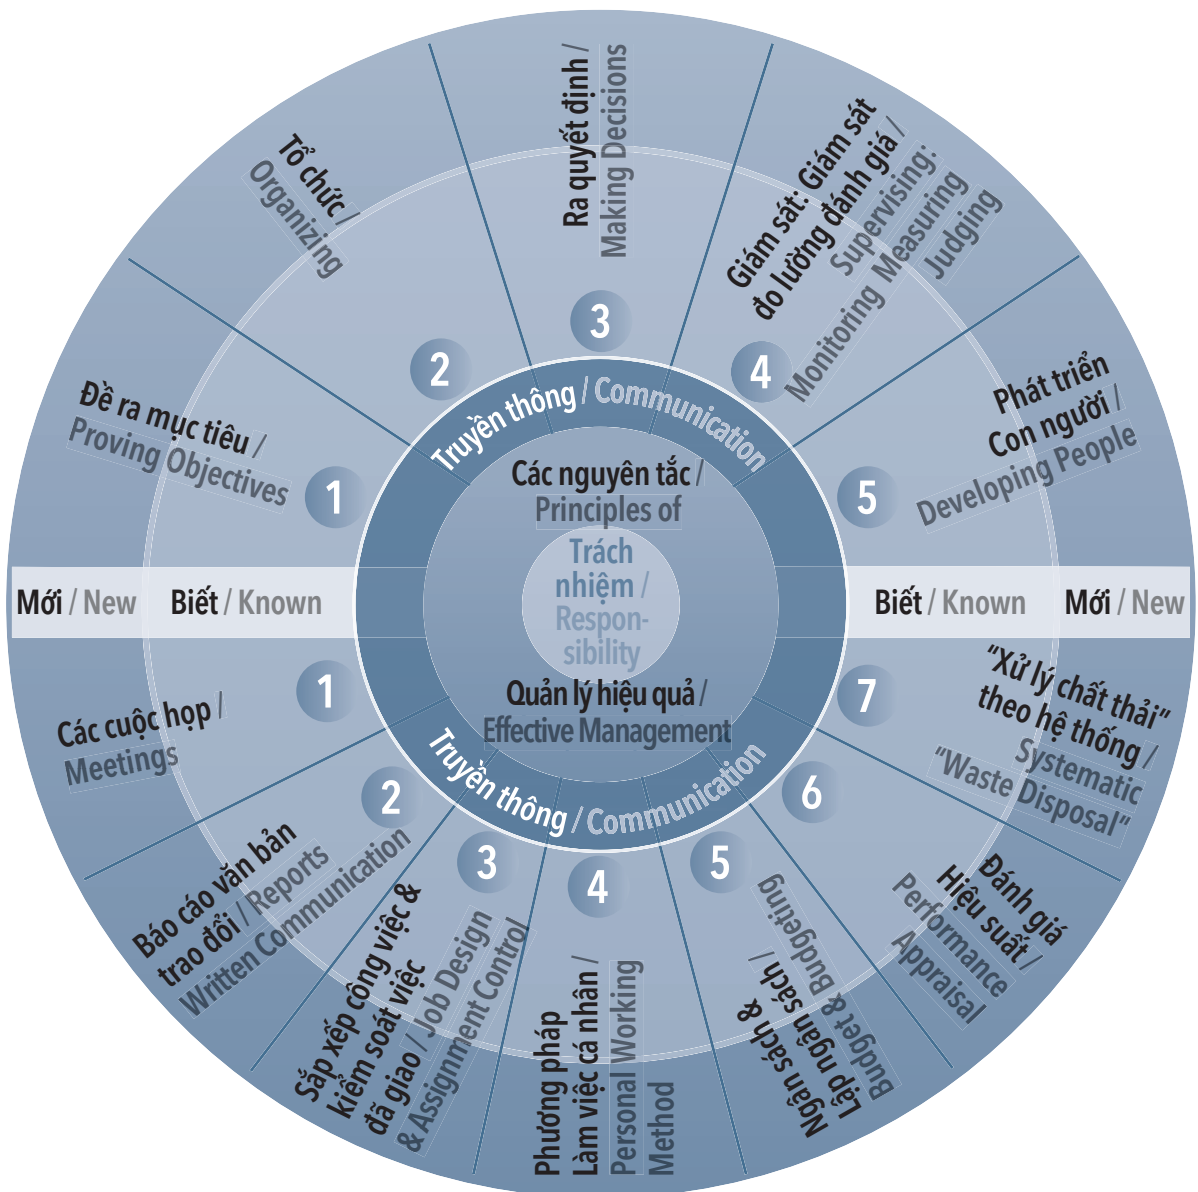 Tổ chức /
Organizing
Ra quyết định /
Making Decisions
Giám sát: Giám sát
đo lường đánh giá /
Supervising:
Monitoring Measuring
Judging
Đề ra mục tiêu /
Proving Objectives
Phát triển
Con người /
Developing People
1
2
3
4
5
Truyền thông / Communication
Các nguyên tắc /
Principles of
Trách
nhiệm /
Respon-
sibility
Quản lý hiệu quả /
Effective Management
Mới / New
Biết / Known
Biết / Known
Mới / New
Truyền thông / Communication
1
2
3
4
5
6
7
Các cuộc họp /
Meetings
Báo cáo văn bản
trao đổi / Reports
Written Communication
Sắp xếp công việc &
kiểm soát việc
đã giao / Job Design
& Assignment Control
Phương pháp
Làm việc cá nhân /
Personal Working
Method
Ngân sách &
Lập ngân sách /
Budget & Budgeting
Đánh giá
Hiệu suất /
Performance
Appraisal
"Xử lý chất thải"
theo hệ thống /
Systematic
"Waste Disposal"